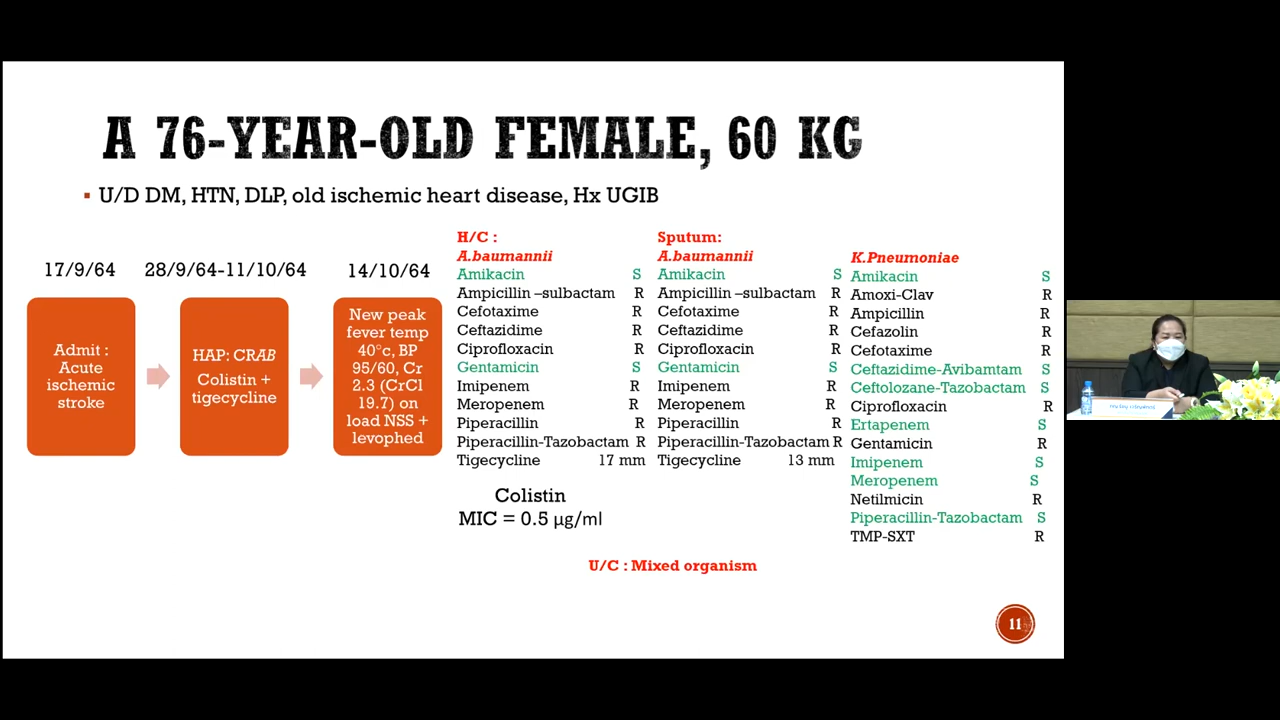 A 76-YEAR-OLD FEMALE, 60 KG
▪ U/D DM, HTN, DLP, old ischemic heart disease, Hx UGIB
17/9/64
Admit :
Acute
ischemic
stroke
28/9/64-11/10/64
HAP: CRAB
Colistin +
tigecycline
14/10/64
New peak
fever temp
40°c, BP
95/60, Cr
2.3 (CrCl
19.7) on
load NSS +
levophed
H/C :
A.baumannii
Amikacin S
Ampicillin –sulbactam R
Cefotaxime R
Ceftazidime R
Ciprofloxacin R
Gentamicin S
Imipenem R
Meropenem R
Piperacillin R
Piperacillin-Tazobactam R
Tigecycline 17 mm
Colistin
MIC = 0.5 µg/ml
Sputum:
A.baumannii
Amikacin S
Ampicillin –sulbactam R
Cefotaxime R
Ceftazidime R
Ciprofloxacin R
Gentamicin S
Imipenem R
Meropenem R
Piperacillin R
Piperacillin-Tazobactam R
Tigecycline 13 mm
K.Pneumoniae
Amikacin S
Amoxi-Clav R
Ampicillin R
Cefazolin R
Cefotaxime R
Ceftazidime-Avibamtam S
Ceftolozane-Tazobactam S
Ciprofloxacin R
Ertapenem S
Gentamicin R
Imipenem S
Meropenem S
Netilmicin R
Piperacillin-Tazobactam S
TMP-SXT R
U/C : Mixed organism
11